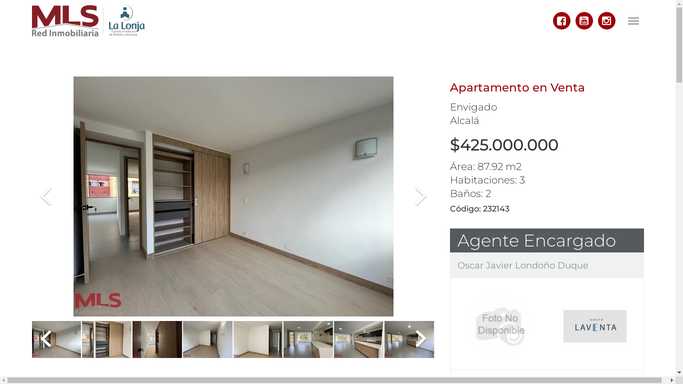 MLS
Red Inmobiliaria
La Lonja
Apartamento en Venta
Envigado
Alcalá
$425.000.000
Área: 87.92 m2
Habitaciones: 3
Baños: 2
Código: 232143
MLS
Agente Encargado
Oscar Javier Londoño Duque
Foto No
Disponible
LAVENTA